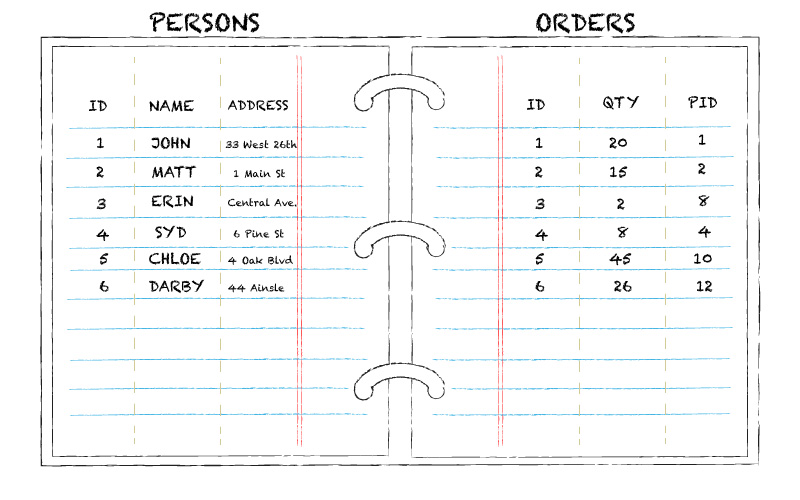 PERSONS
ID NAME ADDRESS
1 JOHN 33 West 26th
2 MATT 1 Main St
3 ERIN Central Ave.
4 SYD 6 Pine St
5 CHLOE 4 Oak Blvd
6 DARBY 44 Ainsle
ORDERS
ID QTY PID
1 20 1
2 15 2
3 2 8
4 8 4
5 45 10
6 26 12